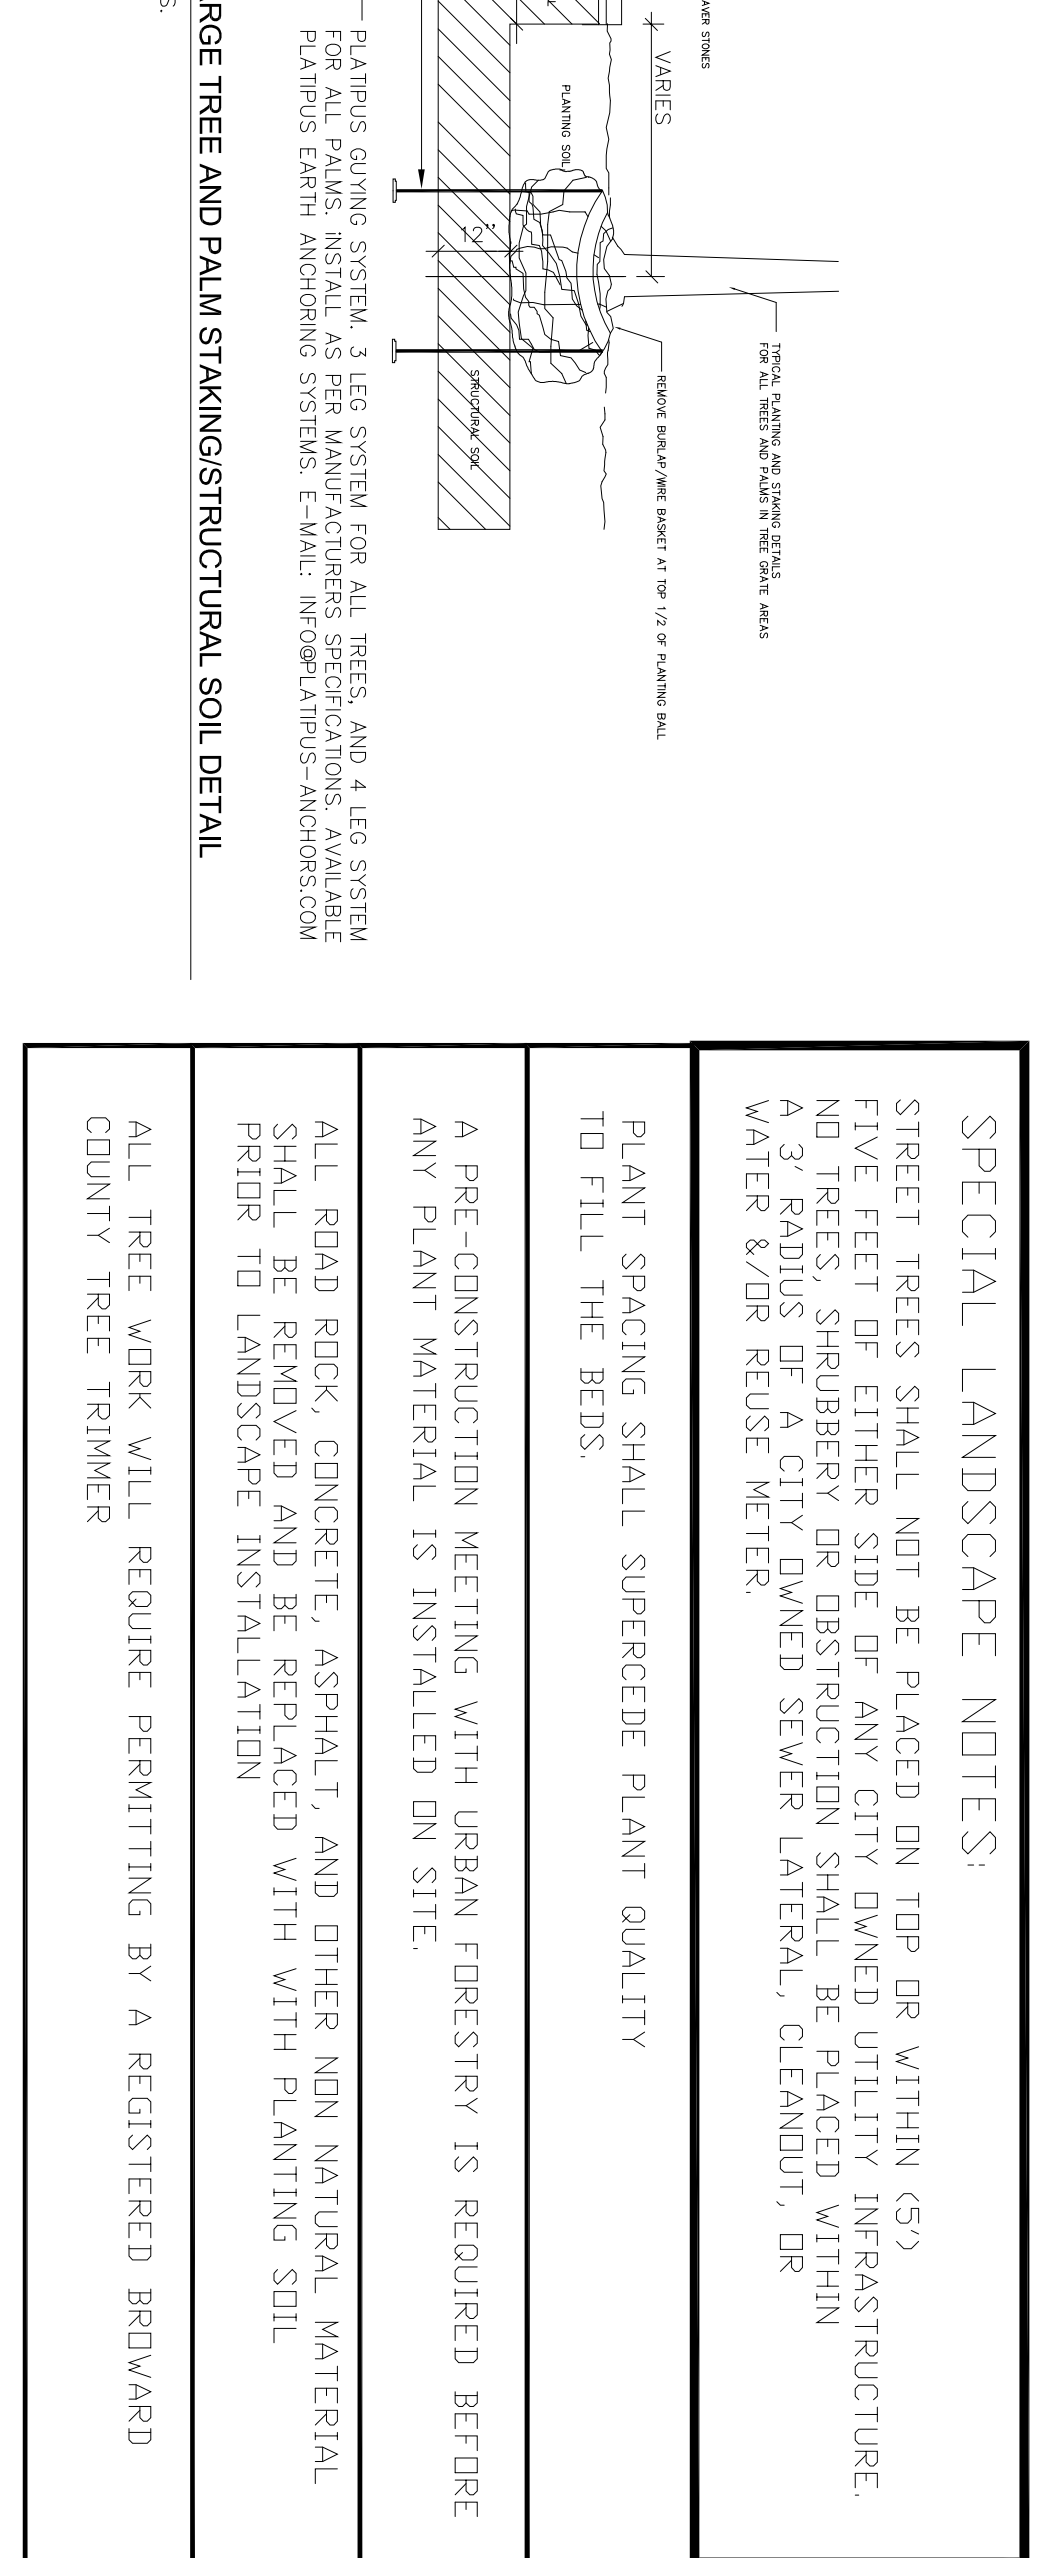 AVER STONES
VARIES
TYPICAL PLANTING AND STAKING DETAILS
FOR ALL TREES AND PALMS IN TREE GRATE AREAS
REMOVE BURLAP/WIRE BASKET AT TOP 1/2 OF PLANTING BALL
PLANTING SOIL
12"
STRUCTURAL SOIL
PLATIPUS GUYING SYSTEM. 3 LEG SYSTEM FOR ALL TREES, AND 4 LEG SYSTEM
FOR ALL PALMS. INSTALL AS PER MANUFACTURERS SPECIFICATIONS. AVAILABLE
PLATIPUS EARTH ANCHORING SYSTEMS. E-MAIL: INFO@PLATIPUS-ANCHORS.COM
ARGE TREE AND PALM STAKING/STRUCTURAL SOIL DETAIL
S.
SPECIAL LANDSCAPE NOTES:
STREET TREES SHALL NOT BE PLACED ON TOP OR WITHIN (5')
FIVE FEET OF EITHER SIDE OF ANY CITY OWNED UTILITY INFRASTRUCTURE.
NO TREES, SHRUBBERY OR OBSTRUCTION SHALL BE PLACED WITHIN
A 3' RADIUS OF A CITY OWNED SEWER LATERAL, CLEANOUT, OR
WATER &/OR REUSE METER.
PLANT SPACING SHALL SUPERCEDE PLANT QUALITY
TO FILL THE BEDS.
A PRE-CONSTRUCTION MEETING WITH URBAN FORESTRY IS REQUIRED BEFORE
ANY PLANT MATERIAL IS INSTALLED ON SITE.
ALL ROAD ROCK, CONCRETE, ASPHALT, AND OTHER NON NATURAL MATERIAL
SHALL BE REMOVED AND BE REPLACED WITH WITH PLANTING SOIL
PRIOR TO LANDSCAPE INSTALLATION
ALL TREE WORK WILL REQUIRE PERMITTING BY A REGISTERED BROWARD
COUNTY TREE TRIMMER